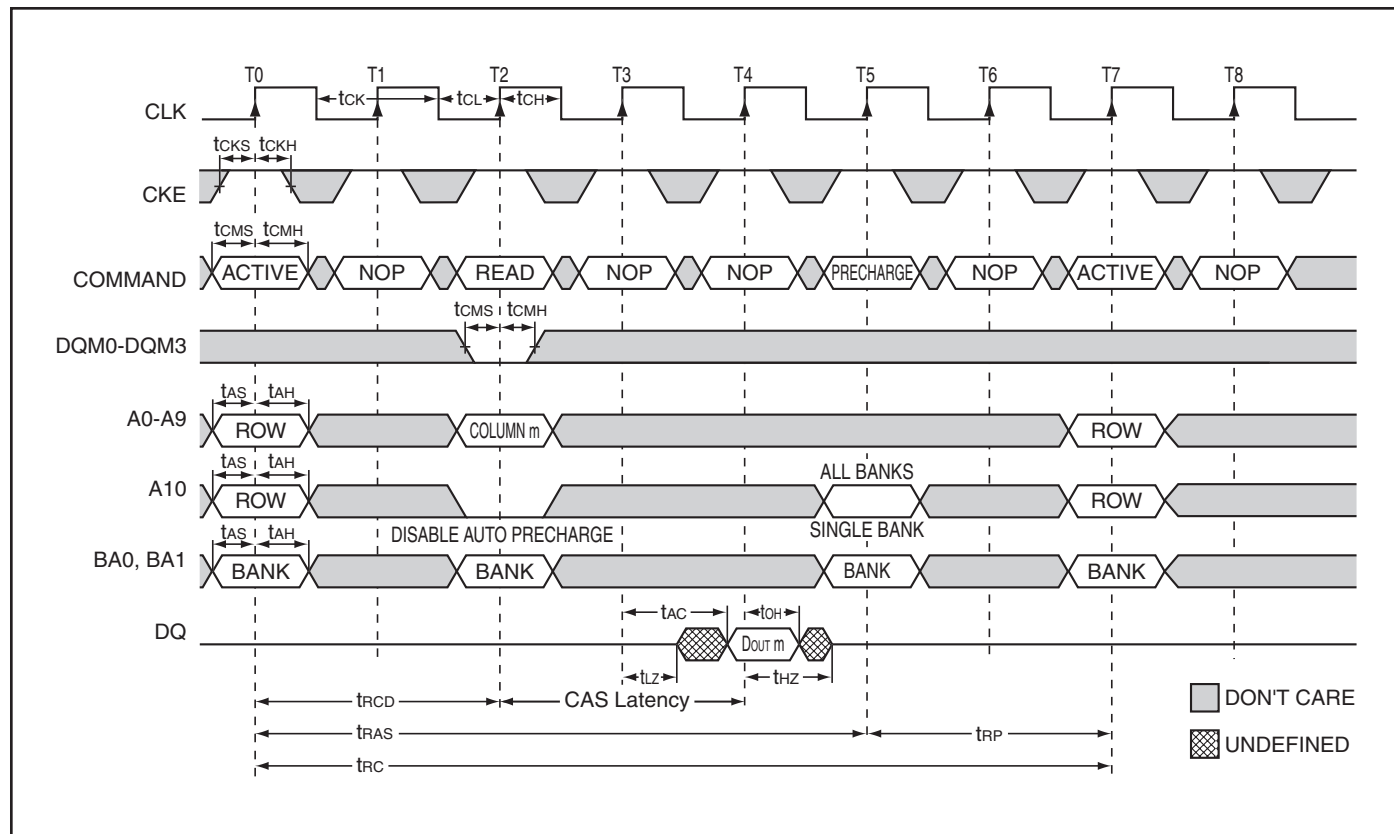 T0 T1 T2 T3 T4 T5 T6 T7 T8
CLK tCK tCL tCH
tCKS tCKH
CKE
tCMS tCMH
COMMAND ACTIVE NOP READ NOP NOP PRECHARGE NOP ACTIVE NOP
tCMS tCMH
DQM0-DQM3
tAS tAH
A0-A9 ROW COLUMN m ROW
tAS tAH ALL BANKS
A10 ROW ROW
DISABLE AUTO PRECHARGE SINGLE BANK
tAS tAH
BA0, BA1 BANK BANK BANK BANK
tAC tOH
DQ DOUT m
tLZ tHZ
tRCD CAS Latency
DON'T CARE
tRAS tRP
UNDEFINED
tRC